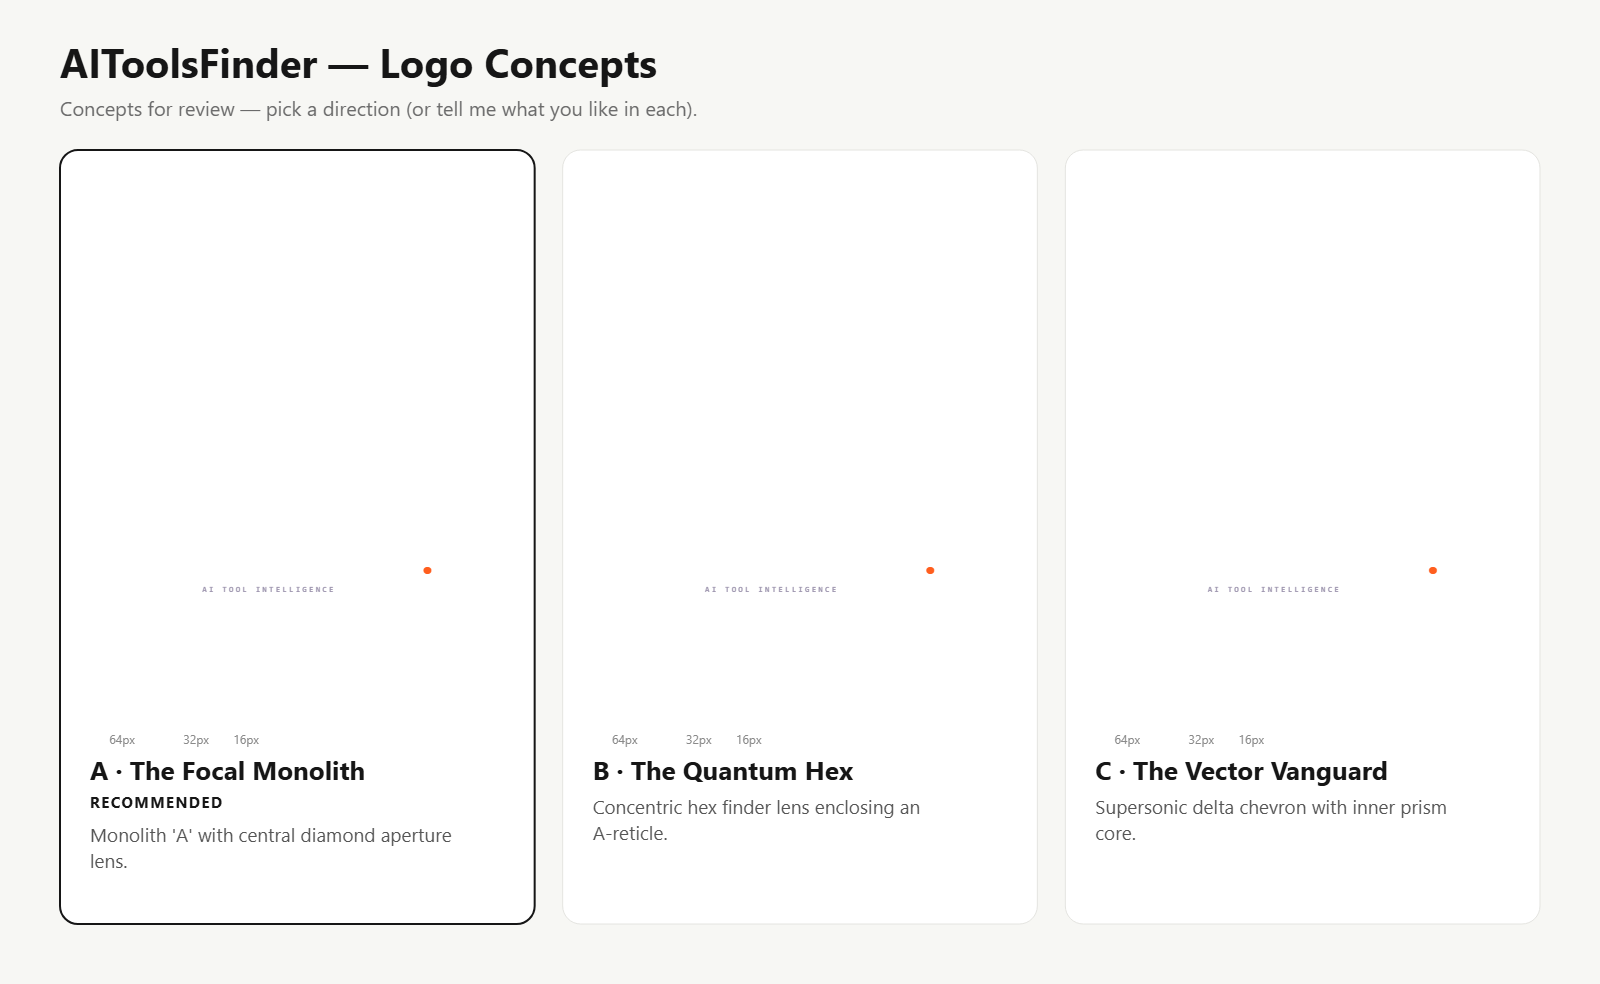 AIToolsFinder — Logo Concepts
Concepts for review — pick a direction (or tell me what you like in each).
AI TOOL INTELLIGENCE
64px 32px 16px
A · The Focal Monolith
RECOMMENDED
Monolith 'A' with central diamond aperture
lens.
AI TOOL INTELLIGENCE
64px 32px 16px
B · The Quantum Hex
Concentric hex finder lens enclosing an
A-reticle.
AI TOOL INTELLIGENCE
64px 32px 16px
C · The Vector Vanguard
Supersonic delta chevron with inner prism
core.